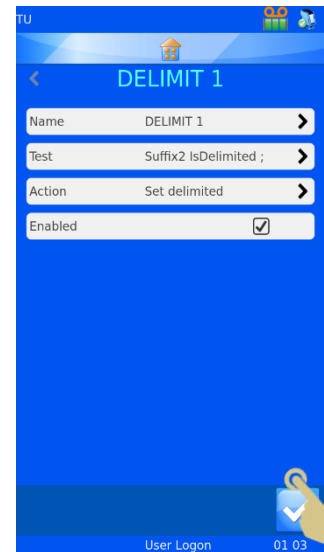 TU
DELIMIT 1
Name DELIMIT 1
Test Suffix2 IsDelimited ;
Action Set delimited
Enabled
User Logon 01 03